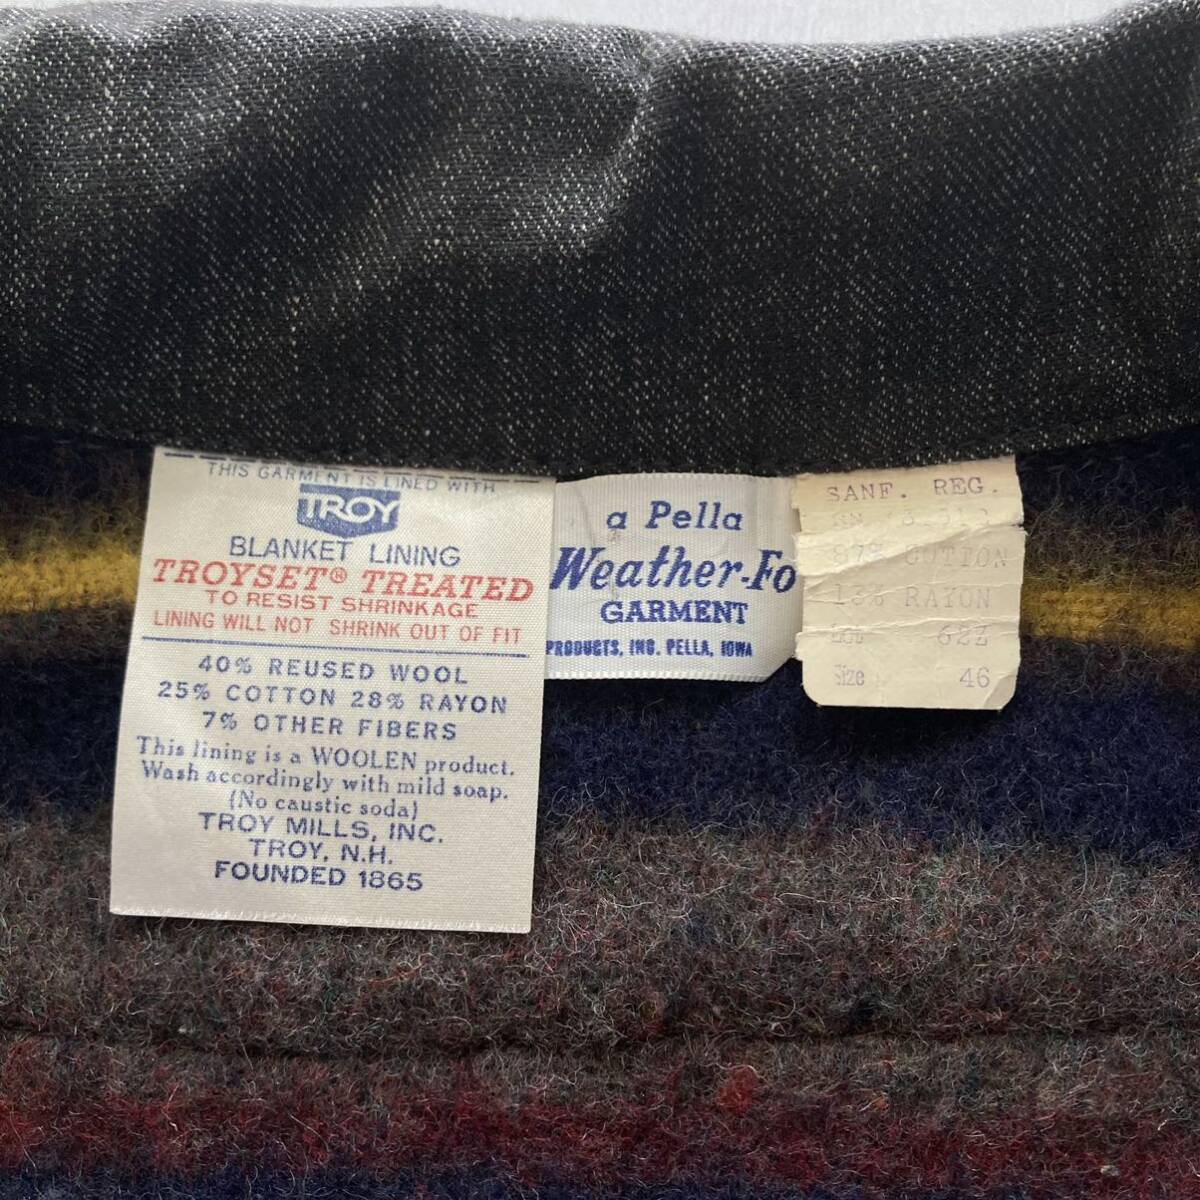 THIS GARMENT IS LINED WITH
TROY
BLANKET LINING
TROYSET® TREATED
TO RESIST SHRINKAGE
LINING WILL NOT SHRINK OUT OF FIT
40% REUSED WOOL
25% COTTON 28% RAYON
7% OTHER FIBERS
This lining is a WOOLEN product.
Wash accordingly with mild soap.
(No caustic soda)
TROY MILLS, INC.
TROY, N.H.
FOUNDED 1865
a Pella
Weather-Fo
GARMENT
PRODUCTS, INC. PELLA, IOWA
SANF. REG.
87% COTTON
13% RAYON
Lot 62Z
Size 46